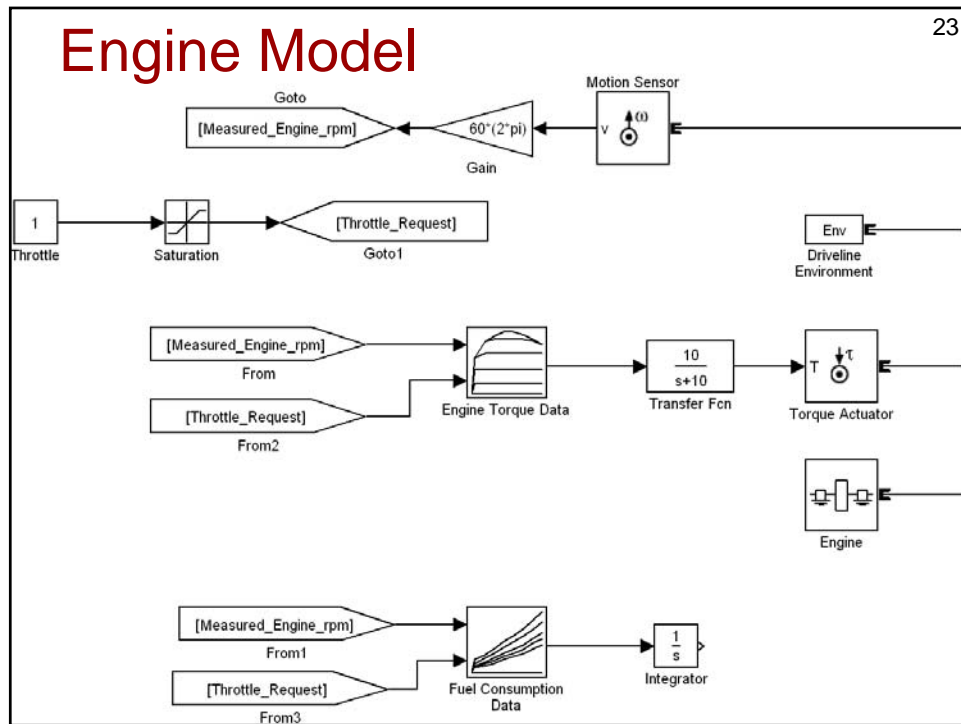 23
Engine Model
Motion Sensor
Goto
[Measured_Engine_rpm]
60*(2*pi)
v
ω
Gain
1
[Throttle_Request]
Env
Throttle
Saturation
Goto1
Driveline
Environment
[Measured_Engine_rpm]
From
10
s+10
T
τ
[Throttle_Request]
Engine Torque Data
Transfer Fcn
Torque Actuator
From2
Engine
[Measured_Engine_rpm]
1
s
From1
Integrator
[Throttle_Request]
Fuel Consumption
Data
From3